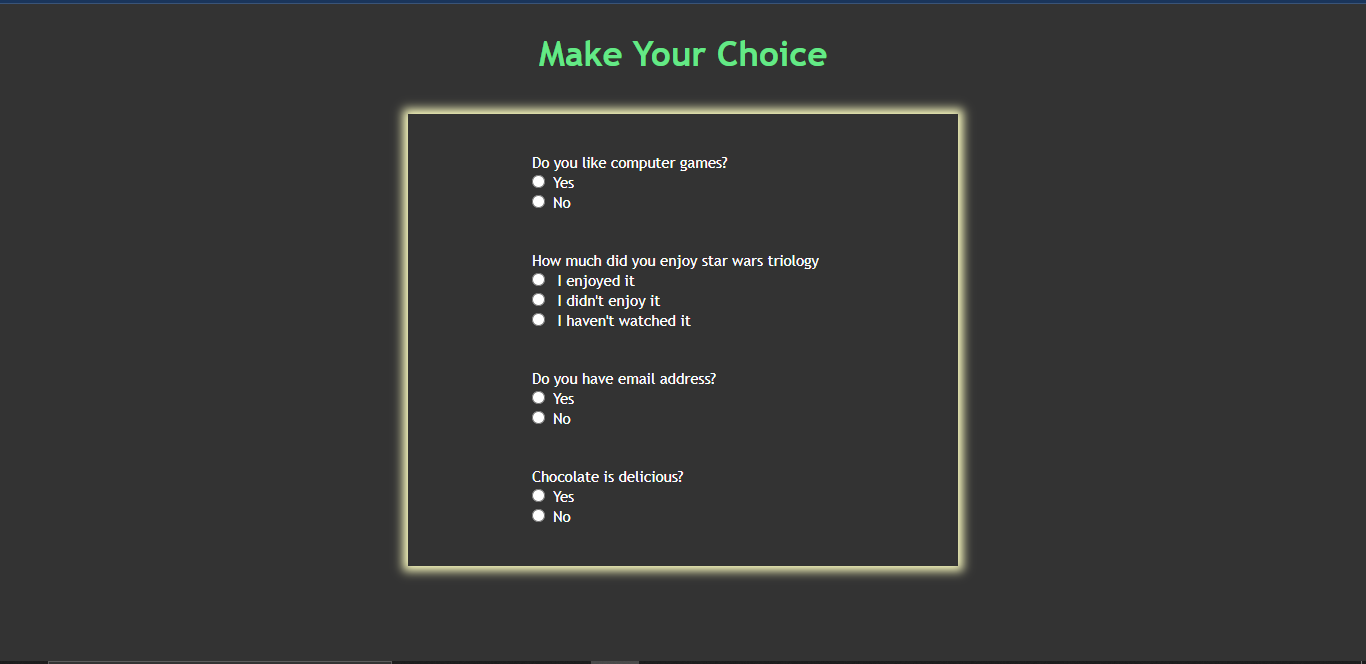 Make Your Choice
Do you like computer games?
Yes
No
How much did you enjoy star wars triology
I enjoyed it
I didn't enjoy it
I haven't watched it
Do you have email address?
Yes
No
Chocolate is delicious?
Yes
No